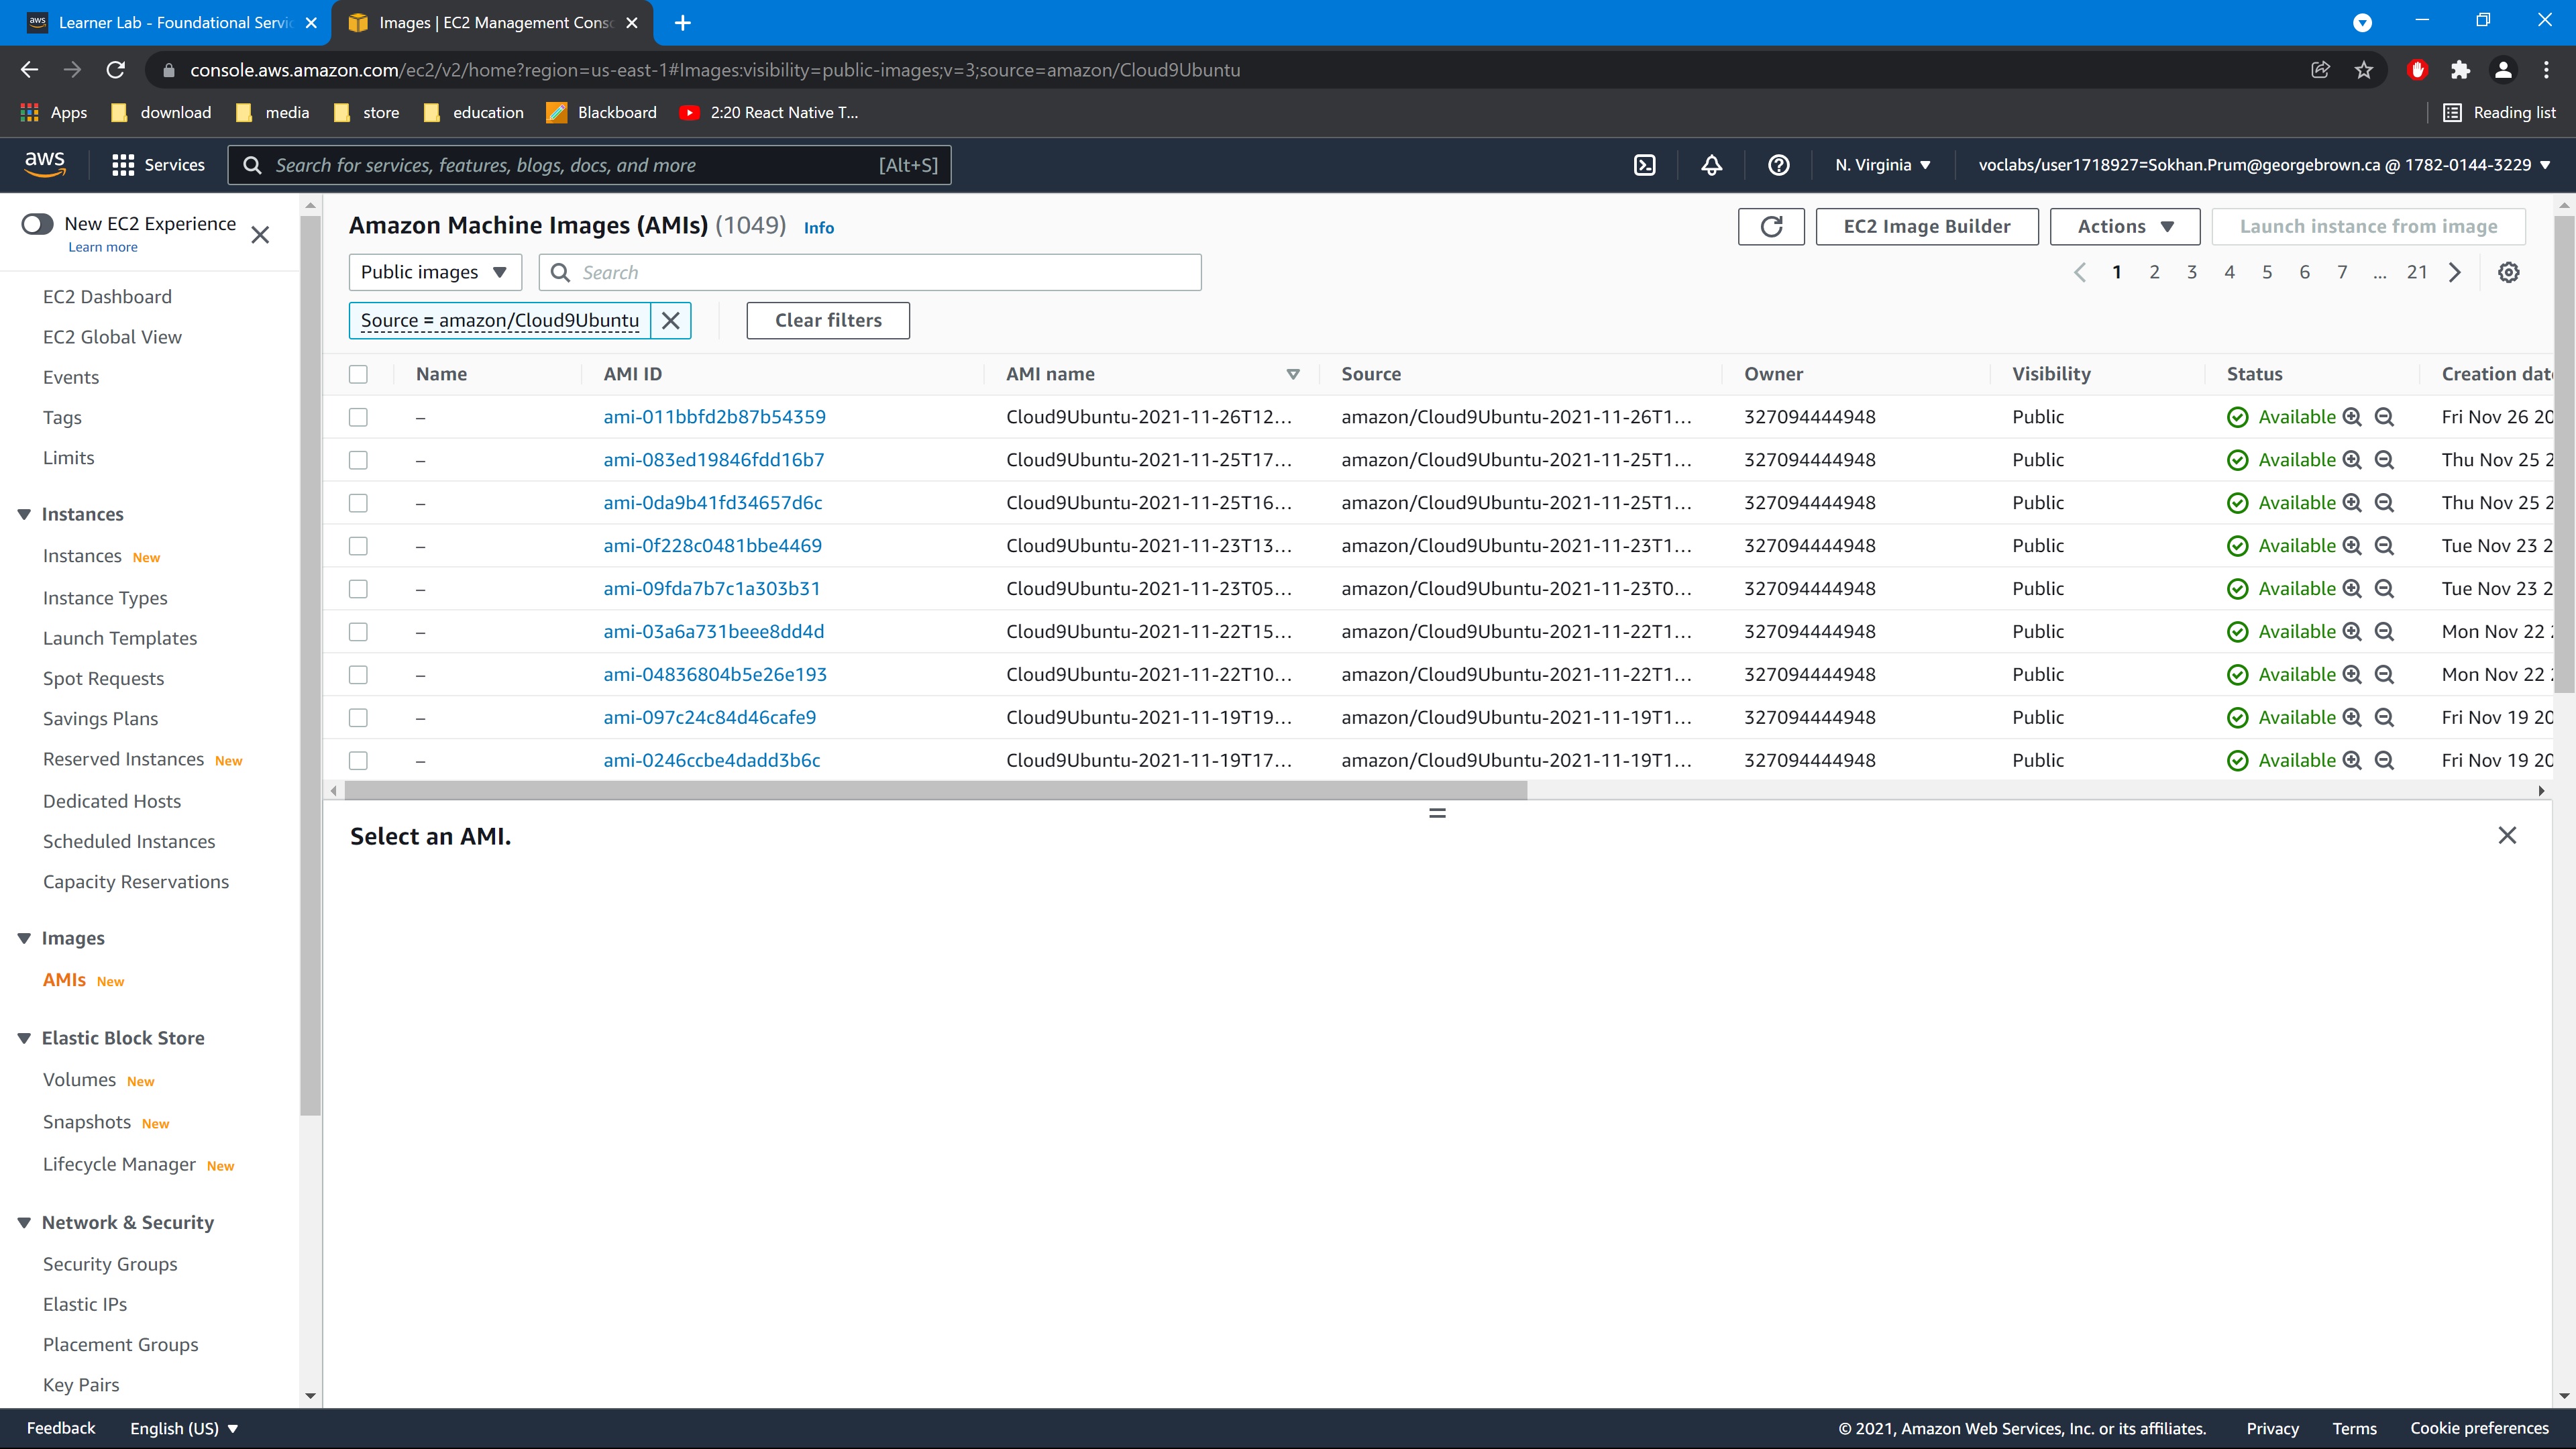 Learner Lab - Foundational Servic
Images | EC2 Management Conso
console.aws.amazon.com/ec2/v2/home?region=us-east-1#Images:visibility=public-images;v=3;source=amazon/Cloud9Ubuntu
Apps download media store education Blackboard 2:20 React Native T... Reading list
aws Services Search for services, features, blogs, docs, and more [Alt+S] N. Virginia voclabs/user1718927=Sokhan.Prum@georgebrown.ca @ 1782-0144-3229
New EC2 Experience
Learn more
EC2 Dashboard
EC2 Global View
Events
Tags
Limits
Instances
Instances New
Instance Types
Launch Templates
Spot Requests
Savings Plans
Reserved Instances New
Dedicated Hosts
Scheduled Instances
Capacity Reservations
Images
AMIs New
Elastic Block Store
Volumes New
Snapshots New
Lifecycle Manager New
Network & Security
Security Groups
Elastic IPs
Placement Groups
Key Pairs
Amazon Machine Images (AMIs) (1049) Info
EC2 Image Builder Actions Launch instance from image
Public images Search 1 2 3 4 5 6 7 ... 21
Source = amazon/Cloud9Ubuntu Clear filters
Name AMI ID AMI name Source Owner Visibility Status Creation date
– ami-011bbfd2b87b54359 Cloud9Ubuntu-2021-11-26T12... amazon/Cloud9Ubuntu-2021-11-26T1... 327094444948 Public Available Fri Nov 26 20
– ami-083ed19846fdd16b7 Cloud9Ubuntu-2021-11-25T17... amazon/Cloud9Ubuntu-2021-11-25T1... 327094444948 Public Available Thu Nov 25 2
– ami-0da9b41fd34657d6c Cloud9Ubuntu-2021-11-25T16... amazon/Cloud9Ubuntu-2021-11-25T1... 327094444948 Public Available Thu Nov 25 2
– ami-0f228c0481bbe4469 Cloud9Ubuntu-2021-11-23T13... amazon/Cloud9Ubuntu-2021-11-23T1... 327094444948 Public Available Tue Nov 23 2
– ami-09fda7b7c1a303b31 Cloud9Ubuntu-2021-11-23T05... amazon/Cloud9Ubuntu-2021-11-23T0... 327094444948 Public Available Tue Nov 23 2
– ami-03a6a731beee8dd4d Cloud9Ubuntu-2021-11-22T15... amazon/Cloud9Ubuntu-2021-11-22T1... 327094444948 Public Available Mon Nov 22
– ami-04836804b5e26e193 Cloud9Ubuntu-2021-11-22T10... amazon/Cloud9Ubuntu-2021-11-22T1... 327094444948 Public Available Mon Nov 22
– ami-097c24c84d46cafe9 Cloud9Ubuntu-2021-11-19T19... amazon/Cloud9Ubuntu-2021-11-19T1... 327094444948 Public Available Fri Nov 19 20
– ami-0246ccbe4dadd3b6c Cloud9Ubuntu-2021-11-19T17... amazon/Cloud9Ubuntu-2021-11-19T1... 327094444948 Public Available Fri Nov 19 20
Select an AMI.
Feedback English (US) © 2021, Amazon Web Services, Inc. or its affiliates. Privacy Terms Cookie preferences